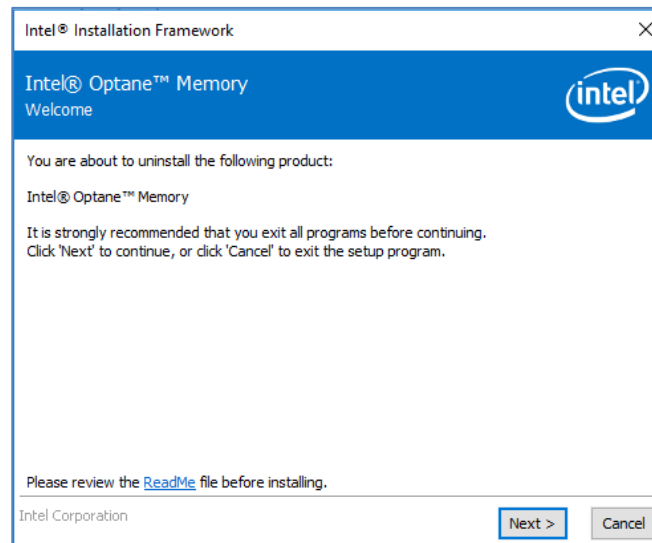 Intel® Installation Framework
Intel® Optane™ Memory
Welcome
intel
You are about to uninstall the following product:
Intel® Optane™ Memory
It is strongly recommended that you exit all programs before continuing.
Click 'Next' to continue, or click 'Cancel' to exit the setup program.
Please review the ReadMe file before installing.
Intel Corporation
Next >
Cancel